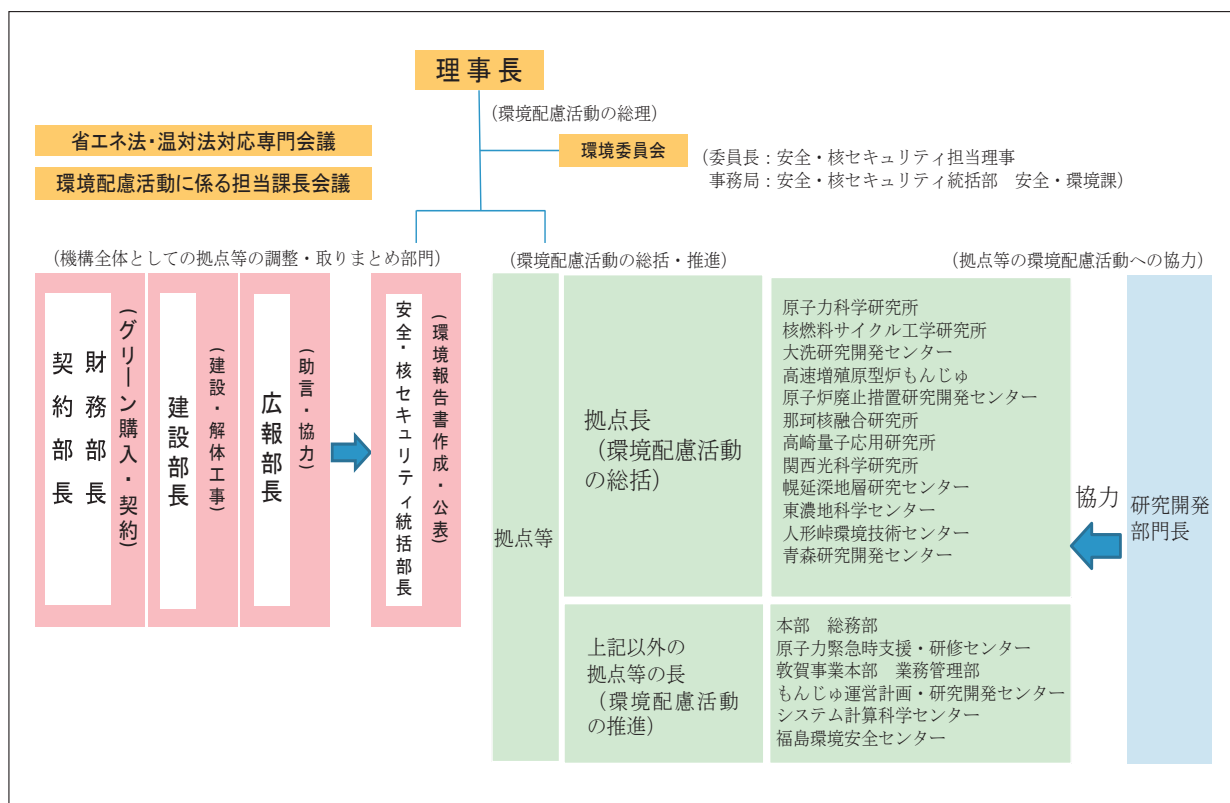 理事長
(環境配慮活動の総理)
省エネ法・温対法対応専門会議
環境委員会
(委員長：安全・核セキュリティ担当理事
事務局：安全・核セキュリティ統括部　安全・環境課)
環境配慮活動に係る担当課長会議
(機構全体としての拠点等の調整・取りまとめ部門)
(環境配慮活動の総括・推進)
(拠点等の環境配慮活動への協力)
(グリーン購入・契約)
財務部長
契約部長
(建設・解体工事)
建設部長
(助言・協力)
広報部長
(環境報告書作成・公表)
安全・核セキュリティ統括部長
拠点等
拠点長
(環境配慮活動
の総括)
原子力科学研究所
核燃料サイクル工学研究所
大洗研究開発センター
高速増殖原型炉もんじゅ
原子炉廃止措置研究開発センター
那珂核融合研究所
高崎量子応用研究所
関西光科学研究所
幌延深地層研究センター
東濃地科学センター
人形峠環境技術センター
青森研究開発センター
協力
研究開発
部門長
上記以外の
拠点等の長
(環境配慮活動
の推進)
本部　総務部
原子力緊急時支援・研修センター
敦賀事業本部　業務管理部
もんじゅ運営計画・研究開発センター
システム計算科学センター
福島環境安全センター